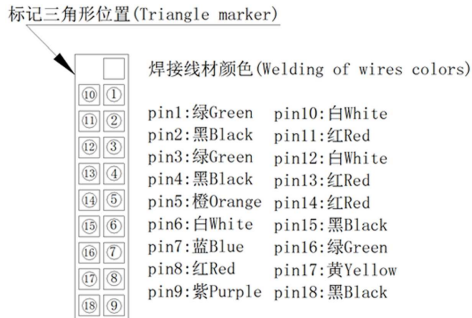 标记三角形位置(Triangle marker)
焊接线材颜色(Welding of wires colors)
⑩ ①
⑪ ②
⑫ ③
⑬ ④
⑭ ⑤
⑮ ⑥
⑯ ⑦
⑰ ⑧
⑱ ⑨
pin1:绿Green pin10:白White
pin2:黑Black pin11:红Red
pin3:绿Green pin12:白White
pin4:黑Black pin13:红Red
pin5:橙Orange pin14:红Red
pin6:白White pin15:黑Black
pin7:蓝Blue pin16:绿Green
pin8:红Red pin17:黄Yellow
pin9:紫Purple pin18:黑Black